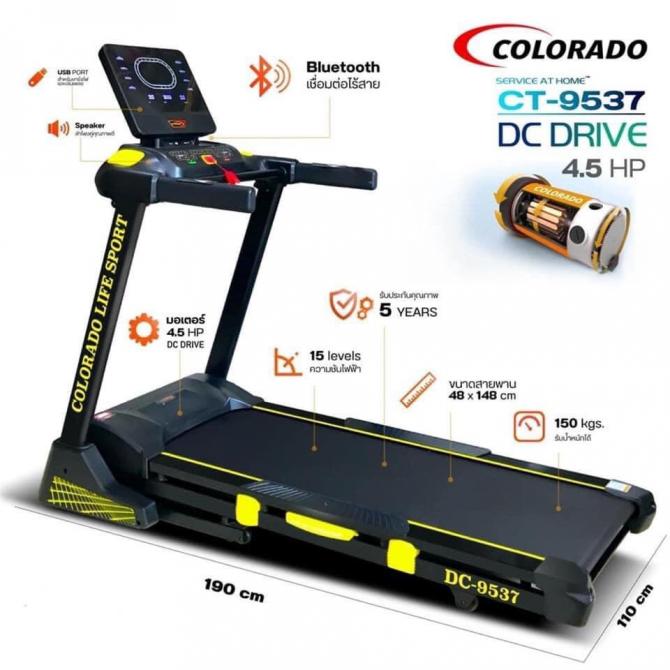 COLORADO
SERVICE AT HOME™
CT-9537
DC DRIVE
4.5 HP
COLORADO
USB PORT
Bluetooth
เชื่อมต่อไร้สาย
Speaker
COLORADO LIFE SPORT
มอเตอร์
4.5 HP
DC DRIVE
รับประกันคุณภาพ
5 YEARS
15 levels
ความชันไฟฟ้า
ขนาดสายพาน
48 x 148 cm
150 kgs.
รับน้ำหนักได้
DC-9537
190 cm
110 cm